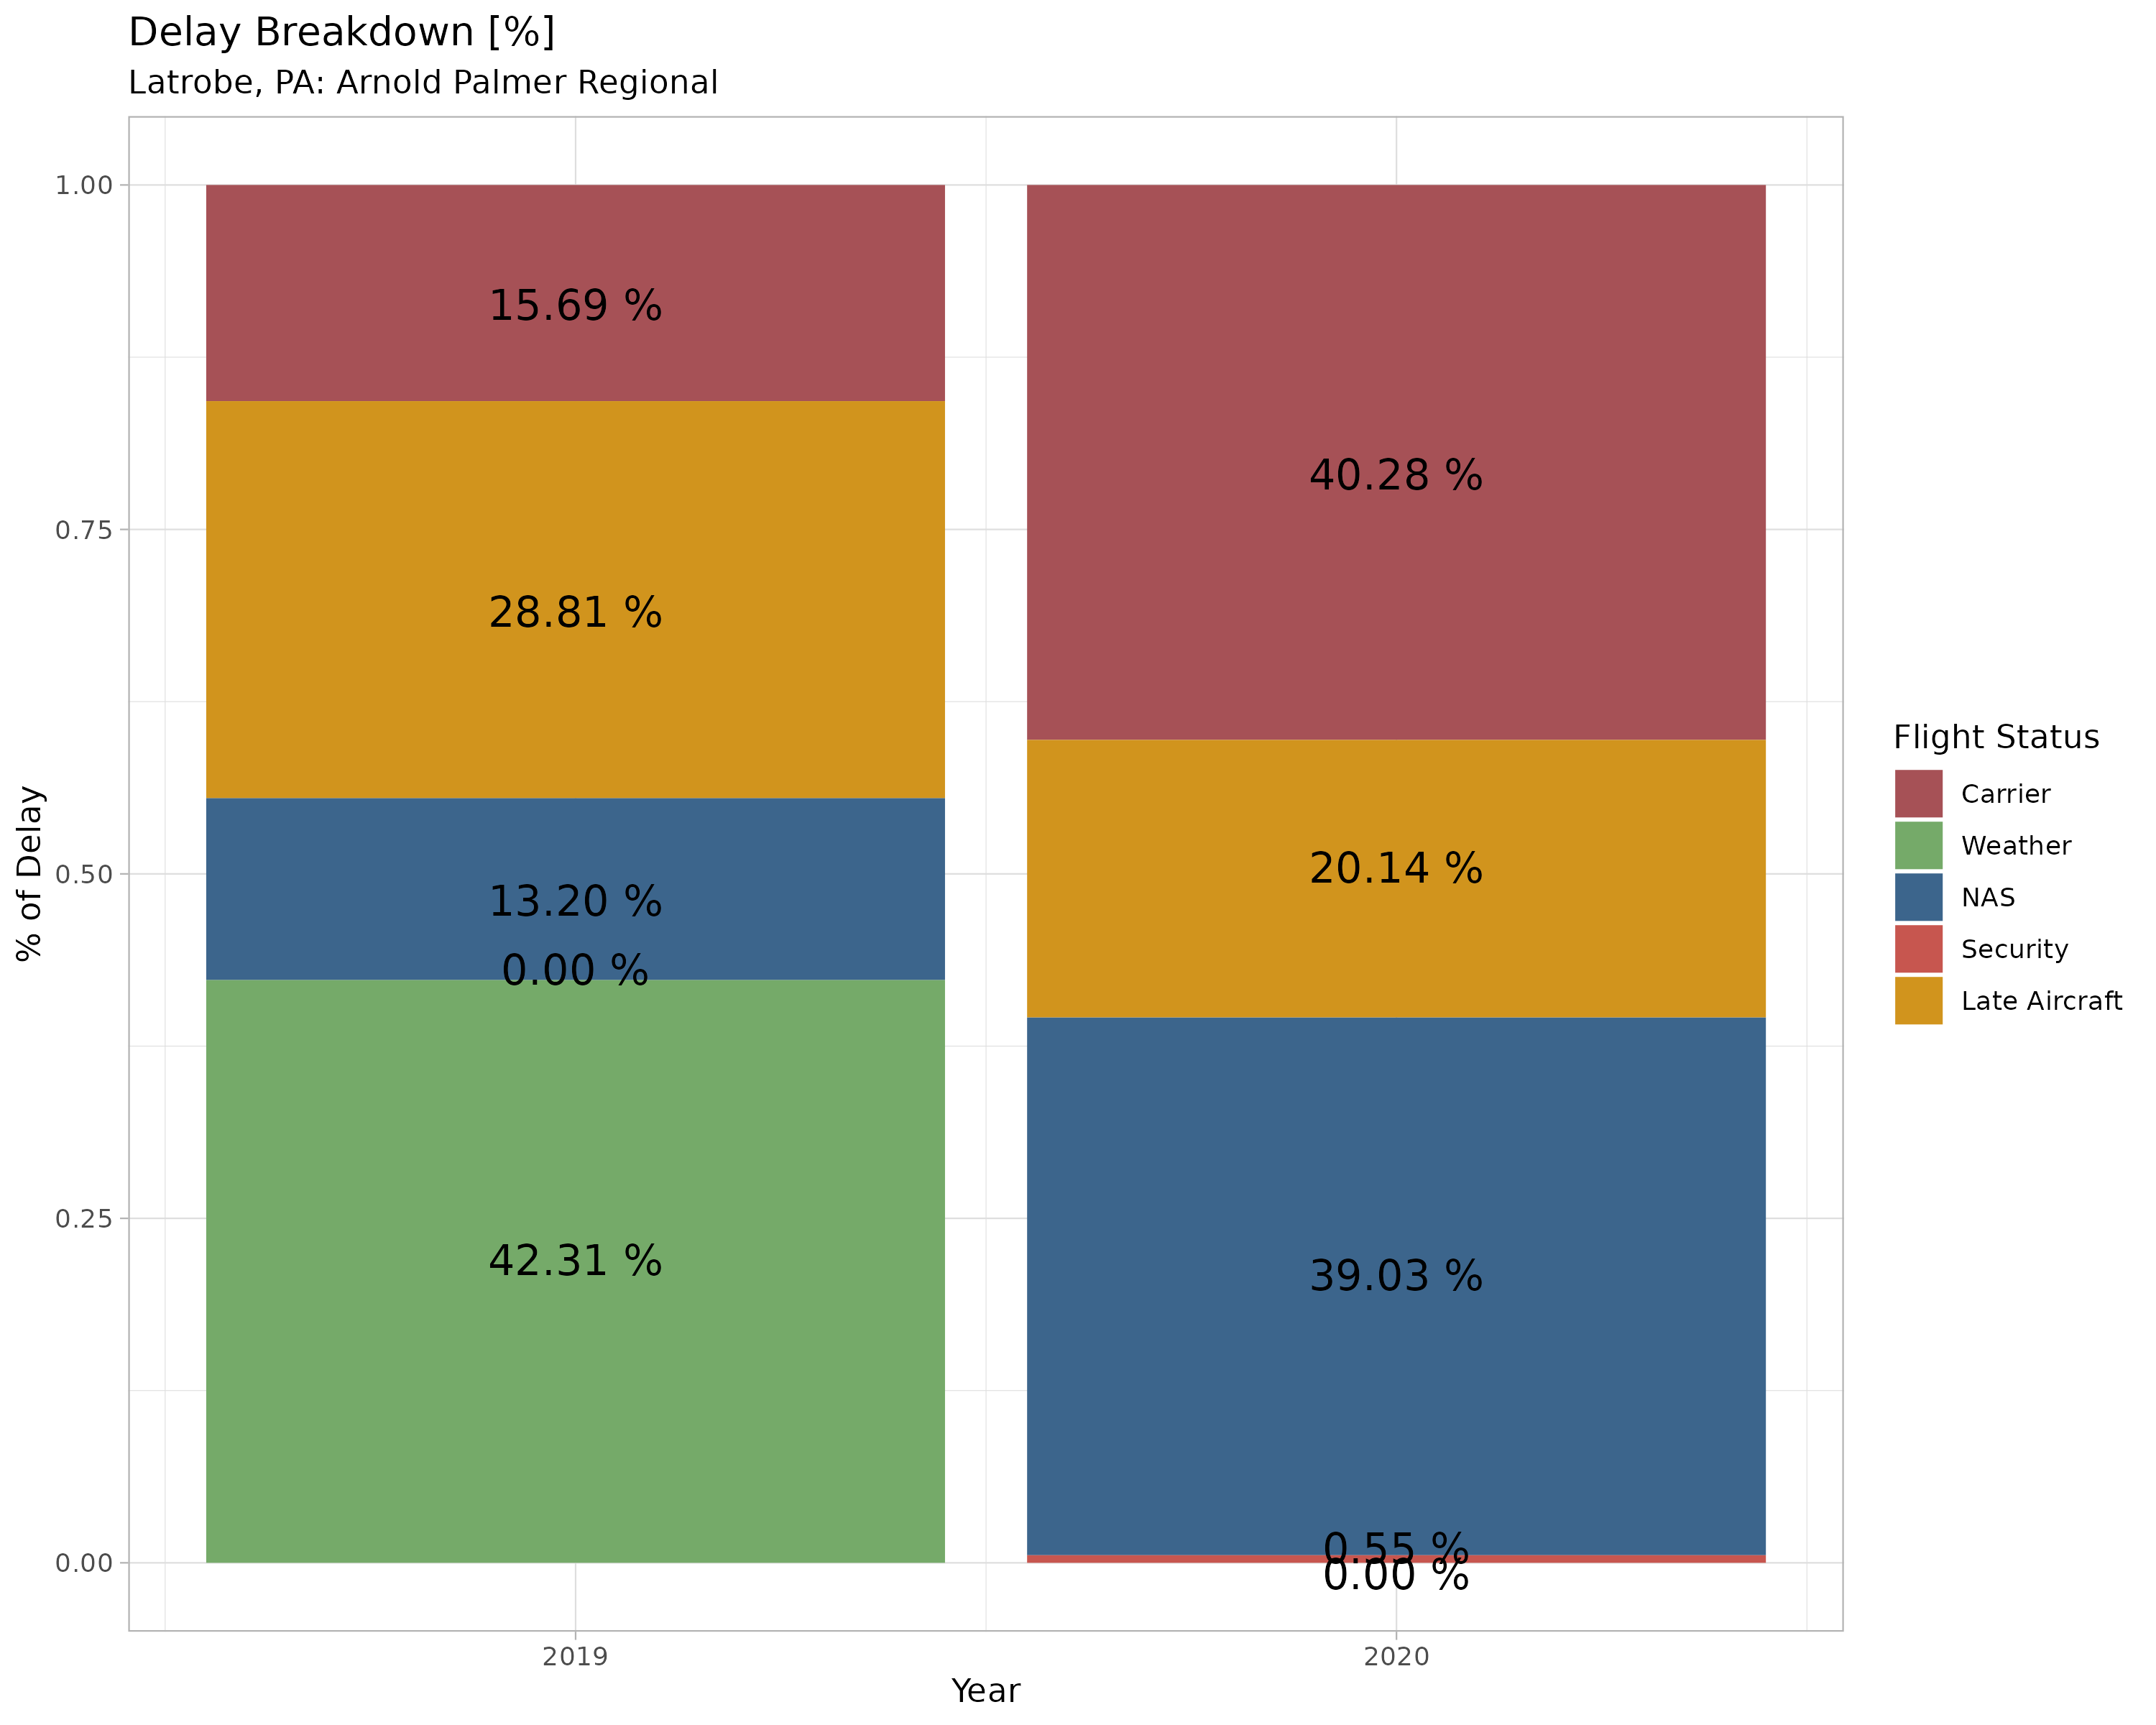 Delay Breakdown [%]
Latrobe, PA: Arnold Palmer Regional
% of Delay
1.00
0.75
0.50
0.25
0.00
15.69 %
28.81 %
13.20 %
0.00 %
42.31 %
40.28 %
20.14 %
39.03 %
0.55 %
0.00 %
2019
2020
Year
Flight Status
Carrier
Weather
NAS
Security
Late Aircraft